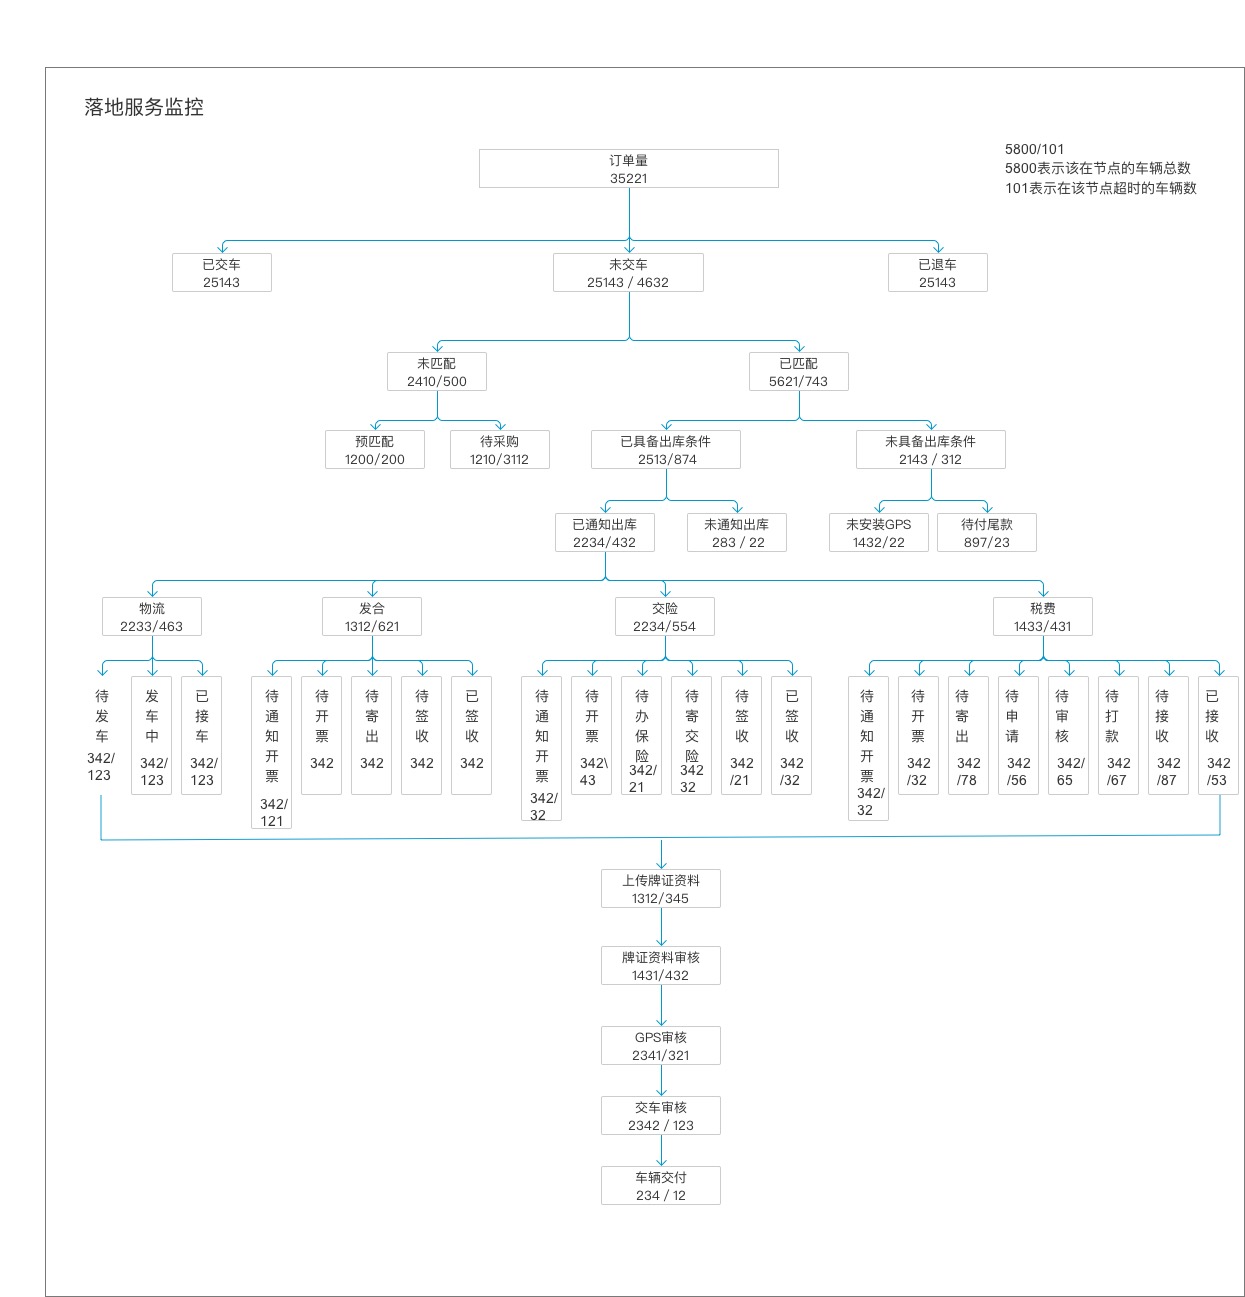 落地服务监控
5800/101
5800表示该在节点的车辆总数
101表示在该节点超时的车辆数
订单量
35221
已交车
25143
未交车
25143 / 4632
已退车
25143
未匹配
2410/500
已匹配
5621/743
预匹配
1200/200
待采购
1210/3112
已具备出库条件
2513/874
未具备出库条件
2143 / 312
已通知出库
2234/432
未通知出库
283 / 22
未安装GPS
1432/22
待付尾款
897/23
物流
2233/463
发合
1312/621
交险
2234/554
税费
1433/431
待发车
342/
123
发车中
342/
123
已接车
342/
123
待通知开票
342/
121
待开票
342
待寄出
342
待签收
342
已签收
342
待通知开票
342/
32
待开票
342\
43
待办保险
342/
21
待寄交险
342
32
待签收
342
/21
已签收
342
/32
待通知开票
342/
32
待开票
342
/32
待寄出
342
/78
待申请
342
/56
待审核
342/
65
待打款
342
/67
待接收
342
/87
已接收
342
/53
上传牌证资料
1312/345
牌证资料审核
1431/432
GPS审核
2341/321
交车审核
2342 / 123
车辆交付
234 / 12